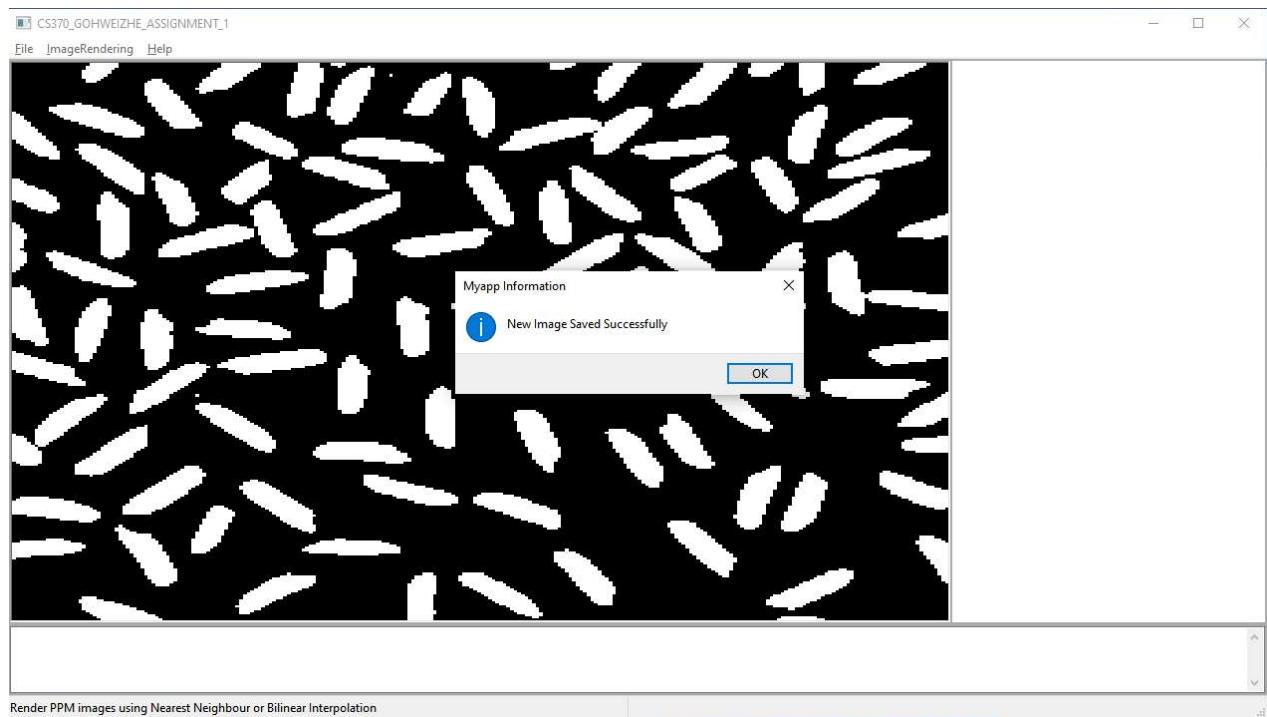 CS370_GOHWEIZHE_ASSIGNMENT_1
File ImageRendering Help
Myapp Information
New Image Saved Successfully
OK
Render PPM images using Nearest Neighbour or Bilinear Interpolation